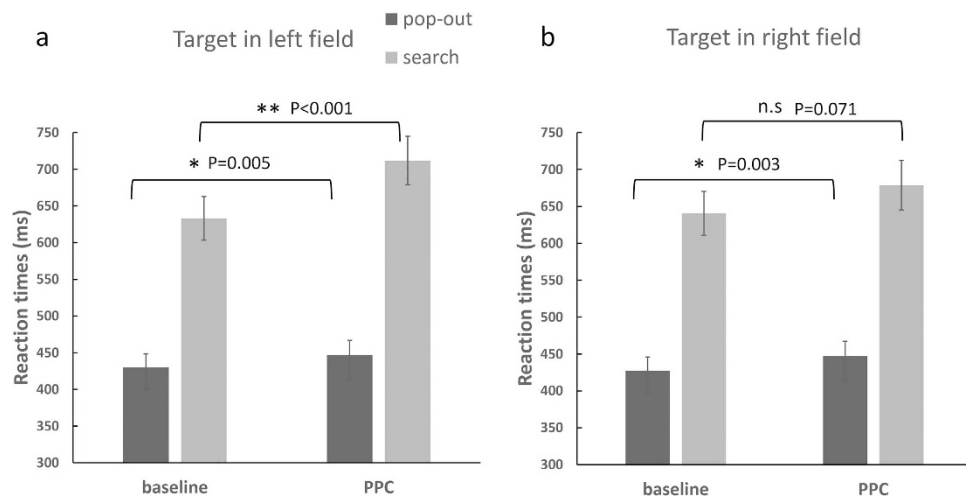 a
Target in left field
pop-out
search
** P<0.001
* P=0.005
750
700
650
600
550
500
450
400
350
300
Reaction times (ms)
baseline
PPC
b
Target in right field
n.s P=0.071
* P=0.003
750
700
650
600
550
500
450
400
350
300
Reaction times (ms)
baseline
PPC